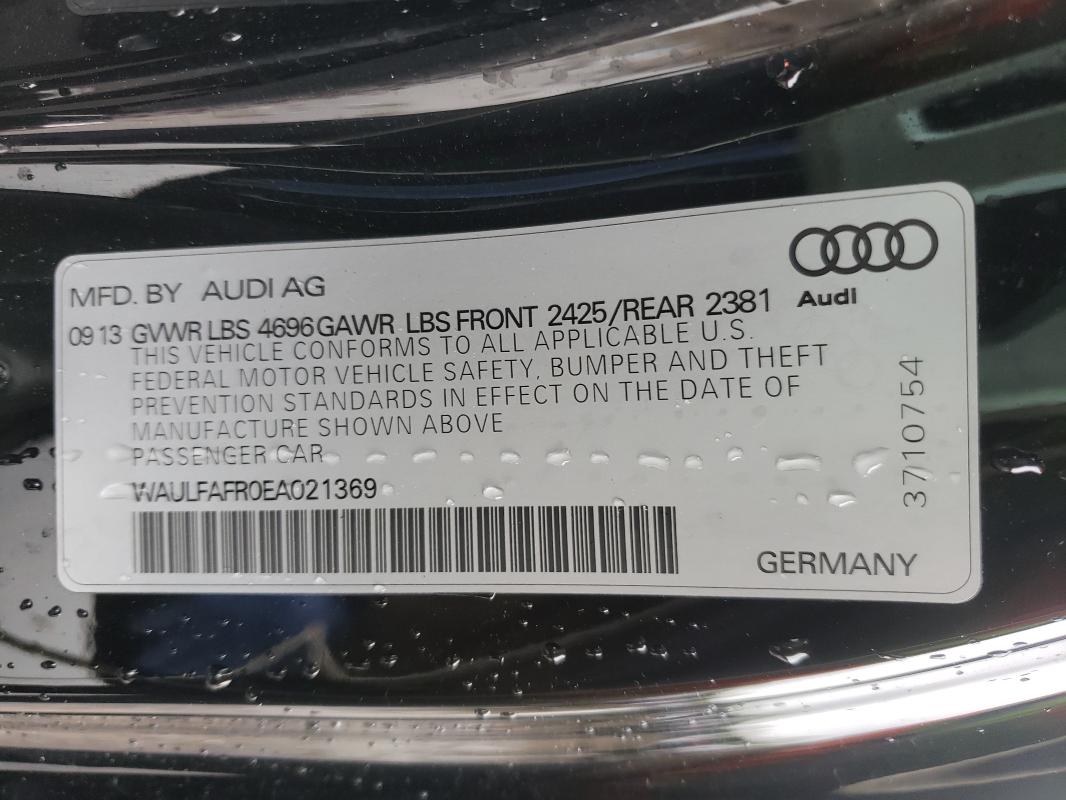 MFD. BY AUDI AG
Audi
09 13 GVWR LBS 4696 GAWR LBS FRONT 2425/REAR 2381
THIS VEHICLE CONFORMS TO ALL APPLICABLE U.S.
FEDERAL MOTOR VEHICLE SAFETY, BUMPER AND THEFT
PREVENTION STANDARDS IN EFFECT ON THE DATE OF
MANUFACTURE SHOWN ABOVE
PASSENGER CAR
WAULFAFR0EA021369
GERMANY
3710754